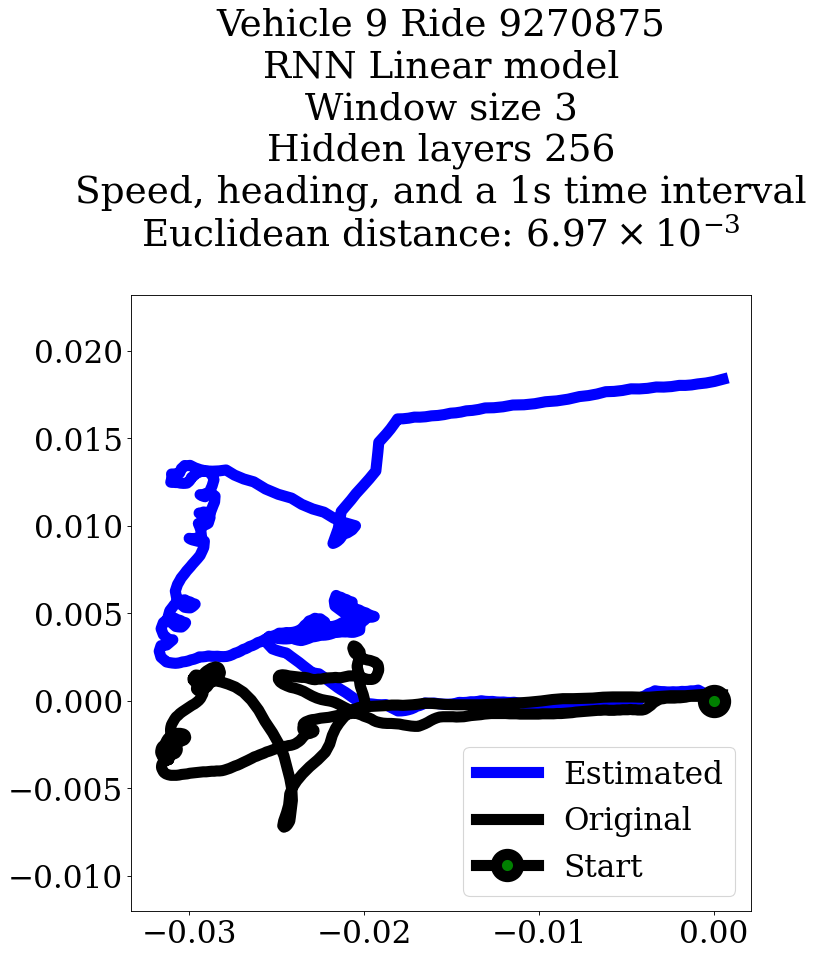 Vehicle 9 Ride 9270875
RNN Linear model
Window size 3
Hidden layers 256
Speed, heading, and a 1s time interval
Euclidean distance: 6.97 × 10⁻³
0.020
0.015
0.010
0.005
0.000
−0.005
−0.010
Estimated
Original
Start
−0.03
−0.02
−0.01
0.00